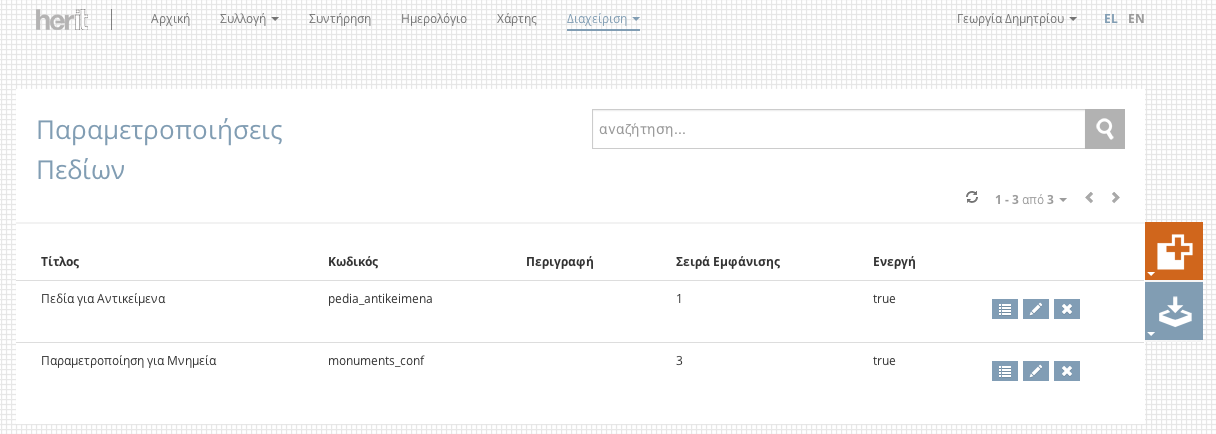 herit Αρχική Συλλογή Συντήρηση Ημερολόγιο Χάρτης Διαχείριση Γεωργία Δημητρίου EL EN
Παραμετροποιήσεις
Πεδίων
αναζήτηση...
1 - 3 από 3
Τίτλος Κωδικός Περιγραφή Σειρά Εμφάνισης Ενεργή
Πεδία για Αντικείμενα pedia_antikeimena 1 true
Παραμετροποίηση για Μνημεία monuments_conf 3 true